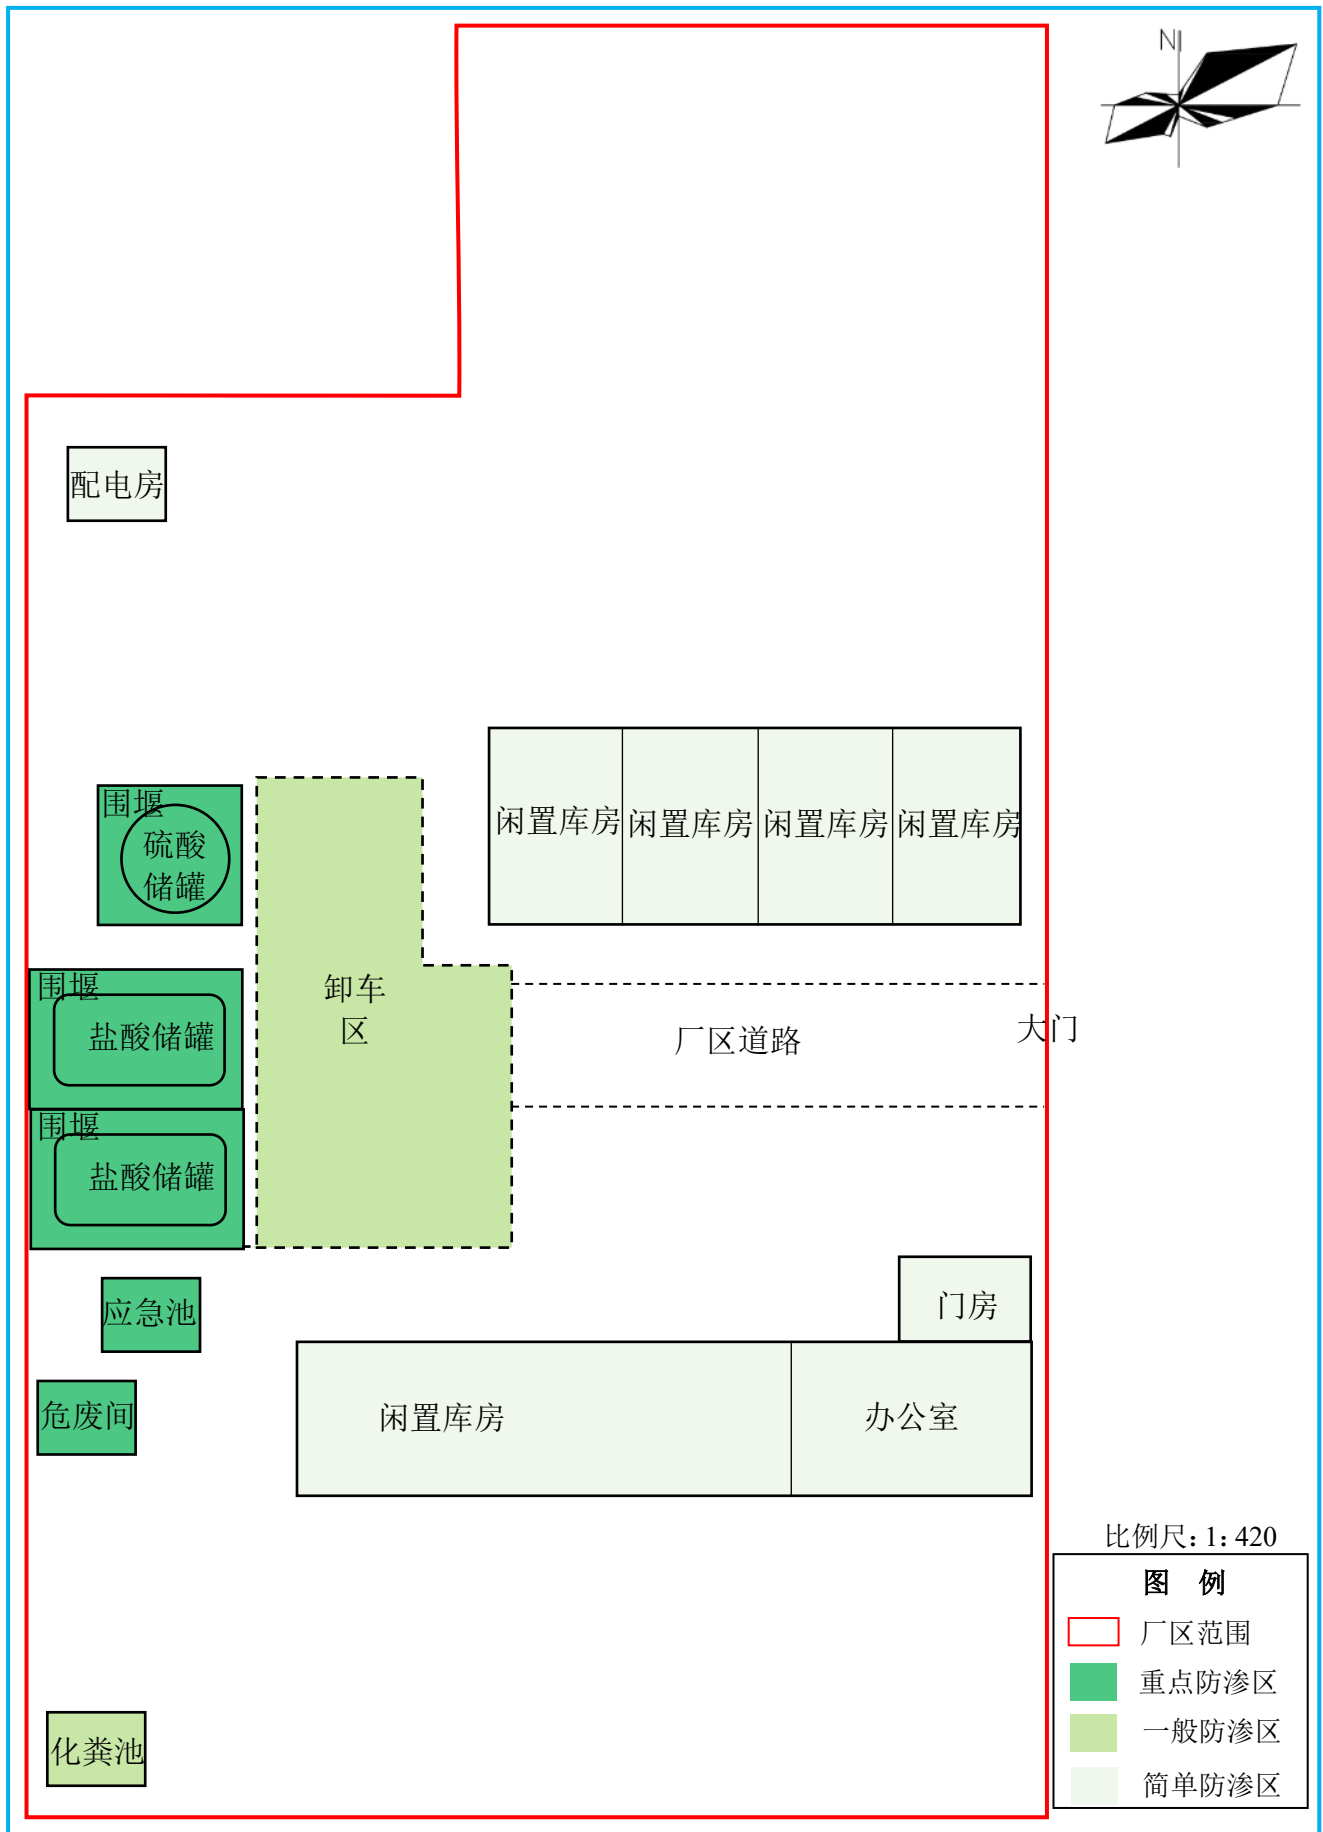 N
配电房
围堰
硫酸
储罐
闲置库房
闲置库房
闲置库房
闲置库房
围堰
盐酸储罐
卸车
区
厂区道路
大门
围堰
盐酸储罐
应急池
门房
危废间
闲置库房
办公室
比例尺：1：420
图 例
厂区范围
重点防渗区
一般防渗区
简单防渗区
化粪池